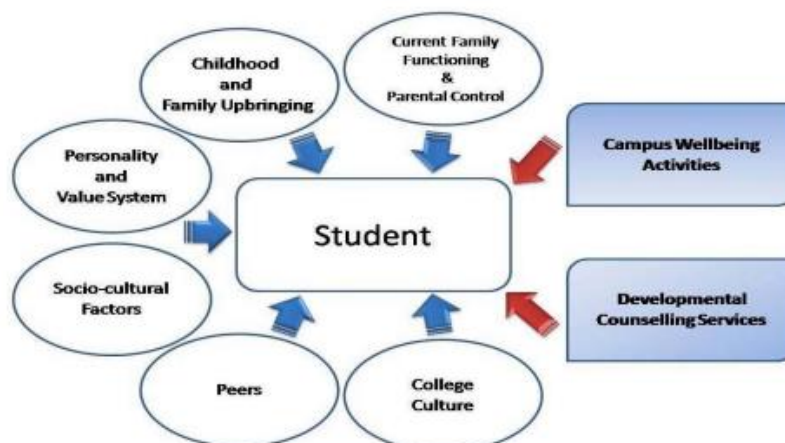 Current Family
Functioning
&
Parental Control
Childhood
and
Family Upbringing
Campus Wellbeing
Activities
Personality
and
Value System
Student
Socio-cultural
Factors
Developmental
Counselling Services
Peers
College
Culture